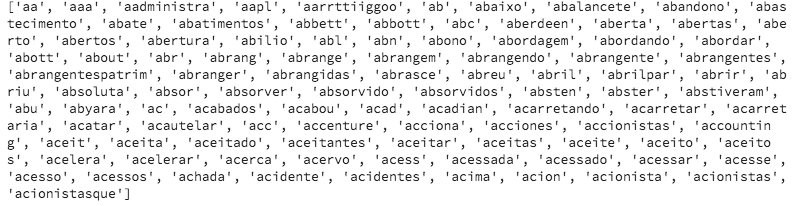 ['aa', 'aaa', 'aadministra', 'aapl', 'aarrttiiggoo', 'ab', 'abaixo', 'abalancete', 'abandono', 'abas
tecimento', 'abate', 'abatimentos', 'abbett', 'abbott', 'abc', 'aberdeen', 'aberta', 'abertas', 'abe
rto', 'abertos', 'abertura', 'abilio', 'abl', 'abn', 'abono', 'abordagem', 'abordando', 'abordar',
'abott', 'about', 'abr', 'abrang', 'abrange', 'abrangem', 'abrangendo', 'abrangente', 'abrangentes',
'abrangentespatrim', 'abranger', 'abrangidas', 'abrasce', 'abreu', 'abril', 'abrilpar', 'abrir', 'ab
riu', 'absoluta', 'absor', 'absorver', 'absorvido', 'absorvidos', 'absten', 'abster', 'abstiveram',
'abu', 'abyara', 'ac', 'acabados', 'acabou', 'acad', 'acadian', 'acarretando', 'acarretar', 'acarret
aria', 'acatar', 'acautelar', 'acc', 'accenture', 'acciona', 'acciones', 'accionistas', 'accountin
g', 'aceit', 'aceita', 'aceitado', 'aceitantes', 'aceitar', 'aceitas', 'aceite', 'aceito', 'aceito
s', 'acelera', 'acelerar', 'acerca', 'acervo', 'acess', 'acessada', 'acessado', 'acessar', 'acesse',
'acesso', 'acessos', 'achada', 'acidente', 'acidentes', 'acima', 'acion', 'acionista', 'acionistas',
'acionistasque']